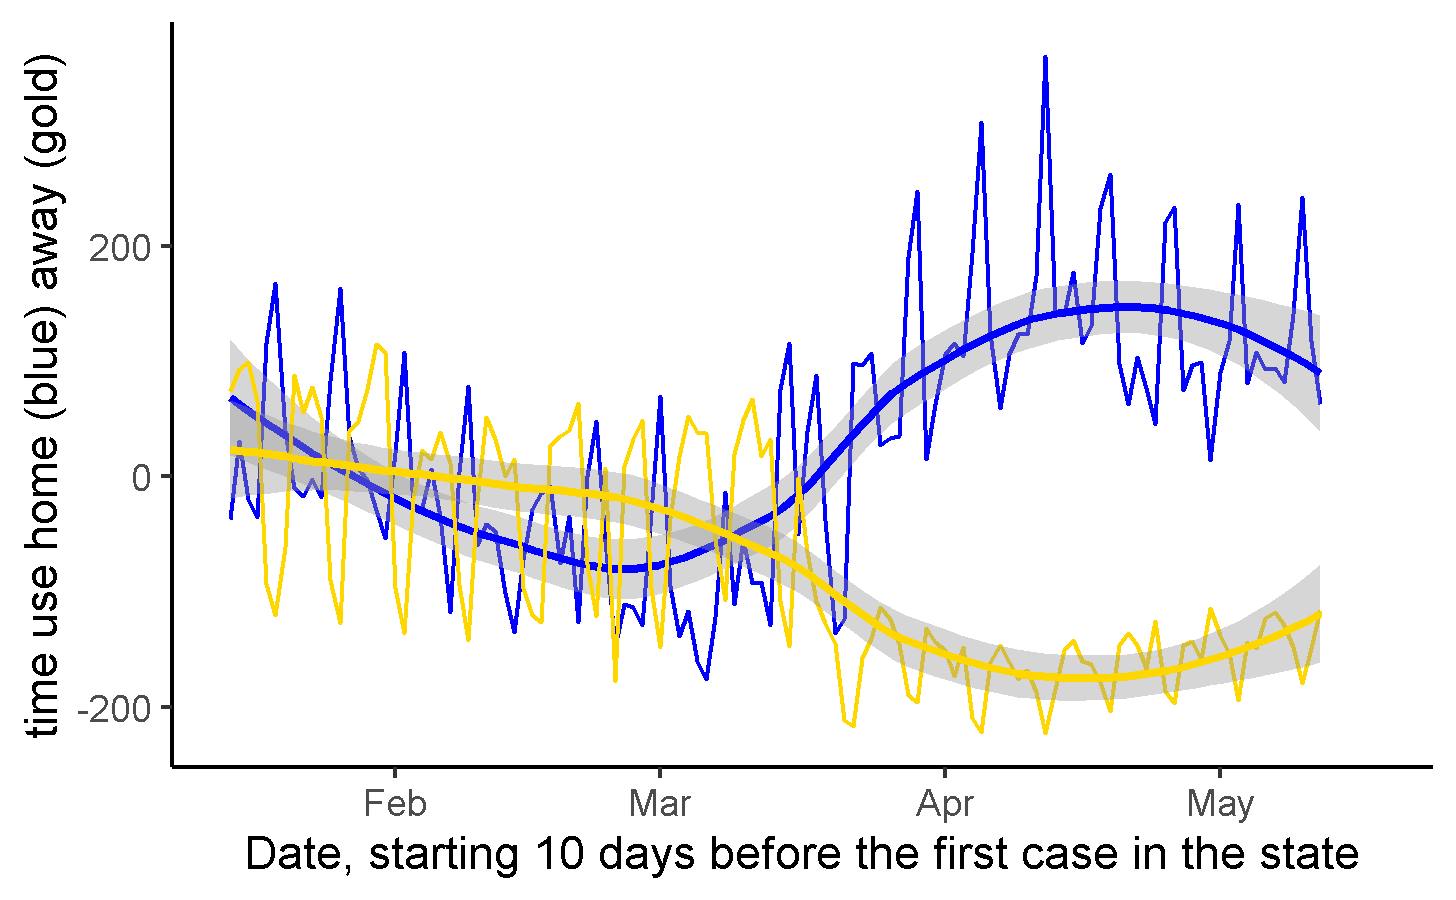 time use home (blue) away (gold)
200
0
-200
Feb Mar Apr May
Date, starting 10 days before the first case in the state